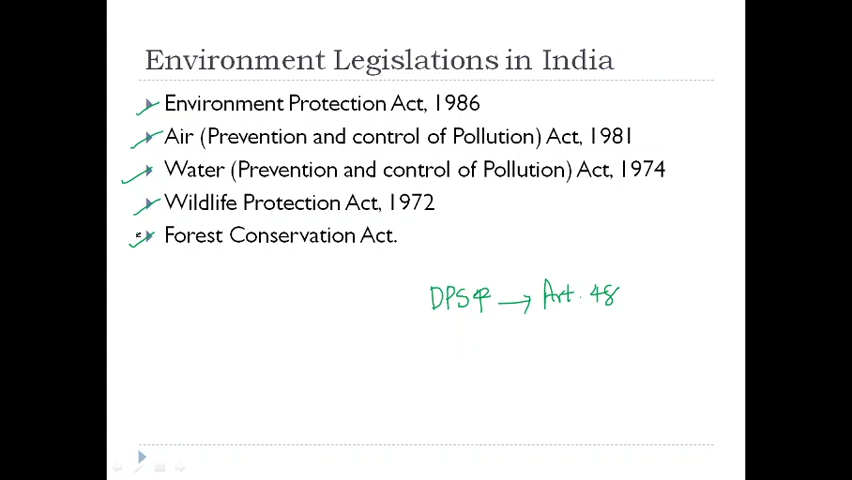 Environment Legislations in India
Environment Protection Act, 1986
Air (Prevention and control of Pollution) Act, 1981
Water (Prevention and control of Pollution) Act, 1974
Wildlife Protection Act, 1972
Forest Conservation Act.
DPSP → Art. 48